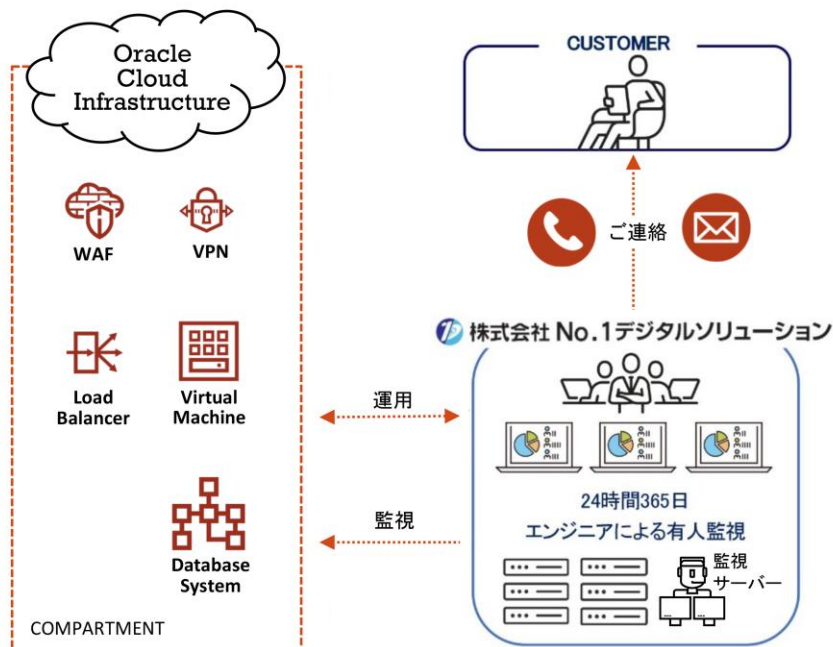 Oracle
Cloud
Infrastructure
WAF
VPN
Load
Balancer
Virtual
Machine
Database
System
COMPARTMENT
CUSTOMER
ご連絡
株式会社 No.1デジタルソリューション
運用
監視
24時間365日
エンジニアによる有人監視
監視
サーバー